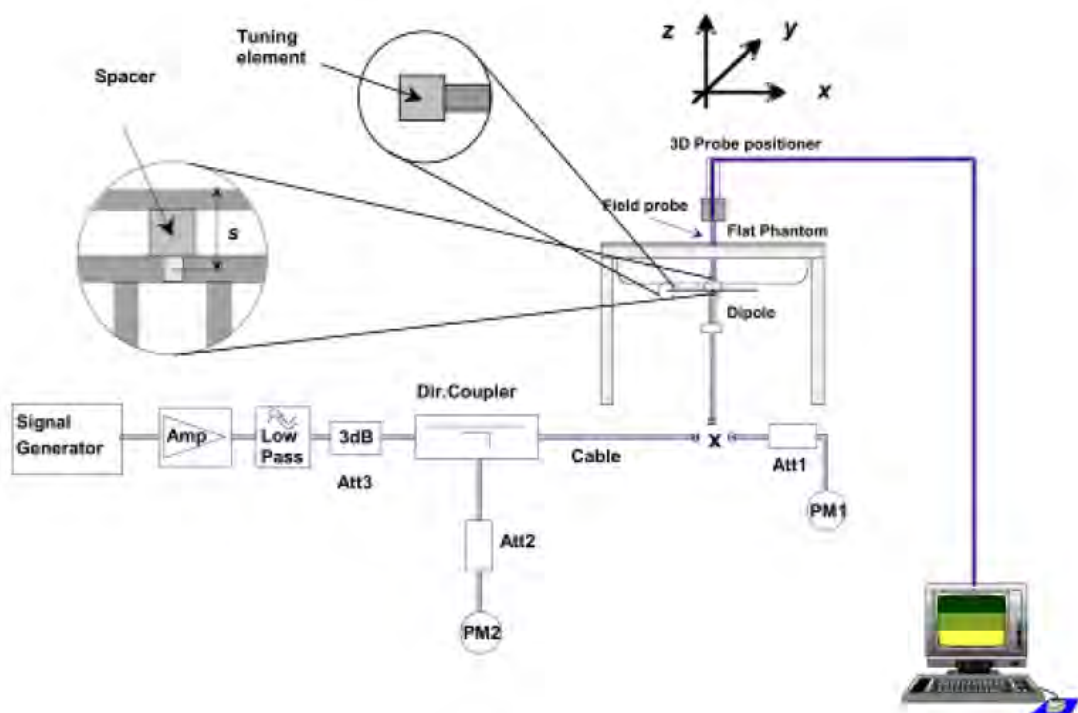 Tuning
element
Spacer
z
y
x
3D Probe positioner
Field probe
Flat Phantom
s
Dipole
Dir.Coupler
Signal
Generator
Amp
Low
Pass
3dB
Att3
Cable
x
Att1
PM1
Att2
PM2